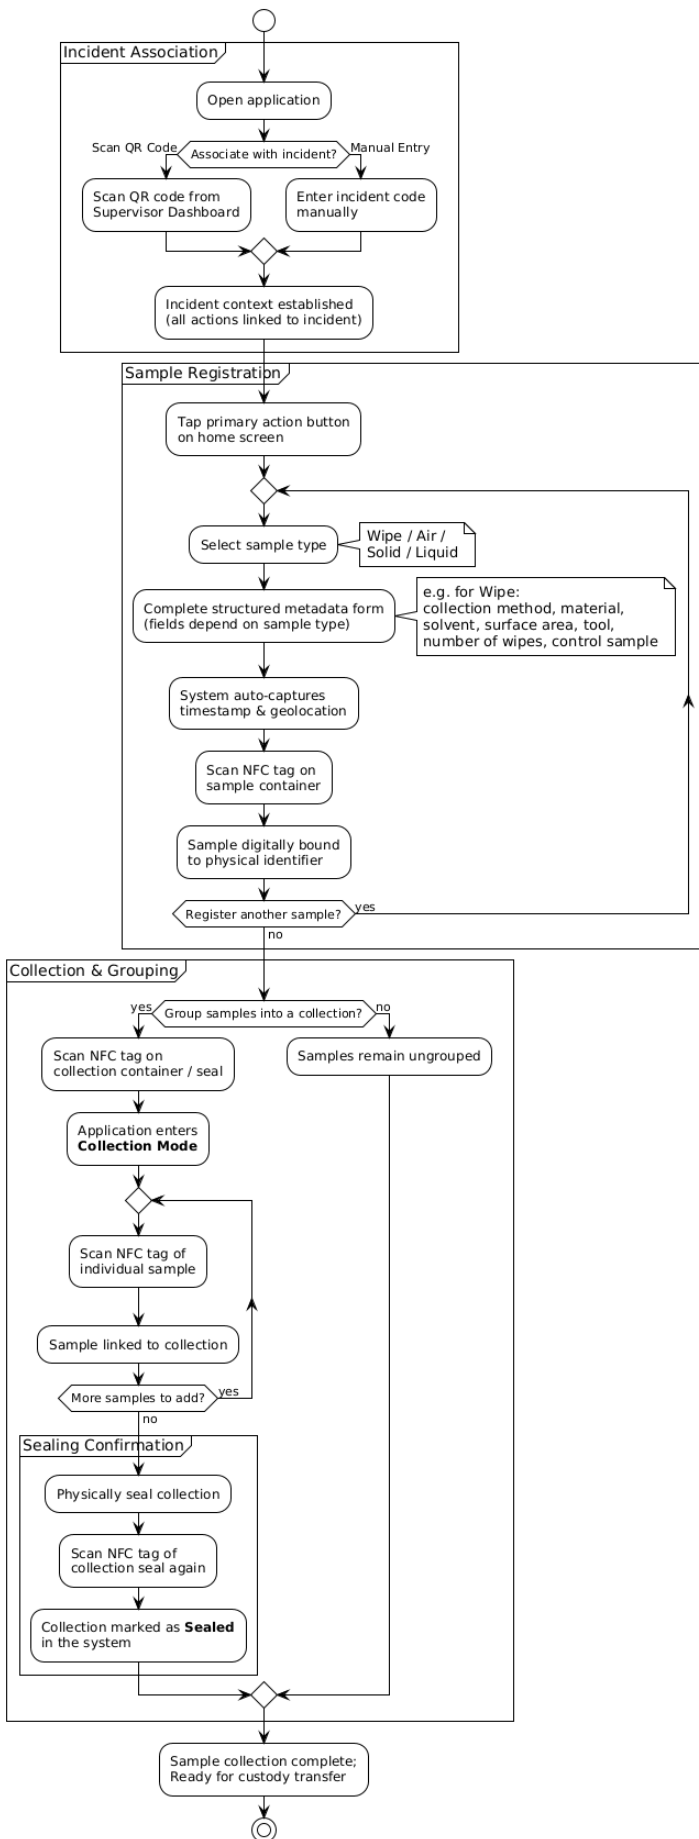 Incident Association
Open application
Scan QR Code
Associate with incident?
Manual Entry
Scan QR code from
Supervisor Dashboard
Enter incident code
manually
Incident context established
(all actions linked to incident)
Sample Registration
Tap primary action button
on home screen
Select sample type
Wipe / Air /
Solid / Liquid
Complete structured metadata form
(fields depend on sample type)
e.g. for Wipe:
collection method, material,
solvent, surface area, tool,
number of wipes, control sample
System auto-captures
timestamp & geolocation
Scan NFC tag on
sample container
Sample digitally bound
to physical identifier
Register another sample?
yes
no
Collection & Grouping
yes
Group samples into a collection?
no
Scan NFC tag on
collection container / seal
Samples remain ungrouped
Application enters
Collection Mode
Scan NFC tag of
individual sample
Sample linked to collection
More samples to add?
yes
no
Sealing Confirmation
Physically seal collection
Scan NFC tag of
collection seal again
Collection marked as Sealed
in the system
Sample collection complete;
Ready for custody transfer